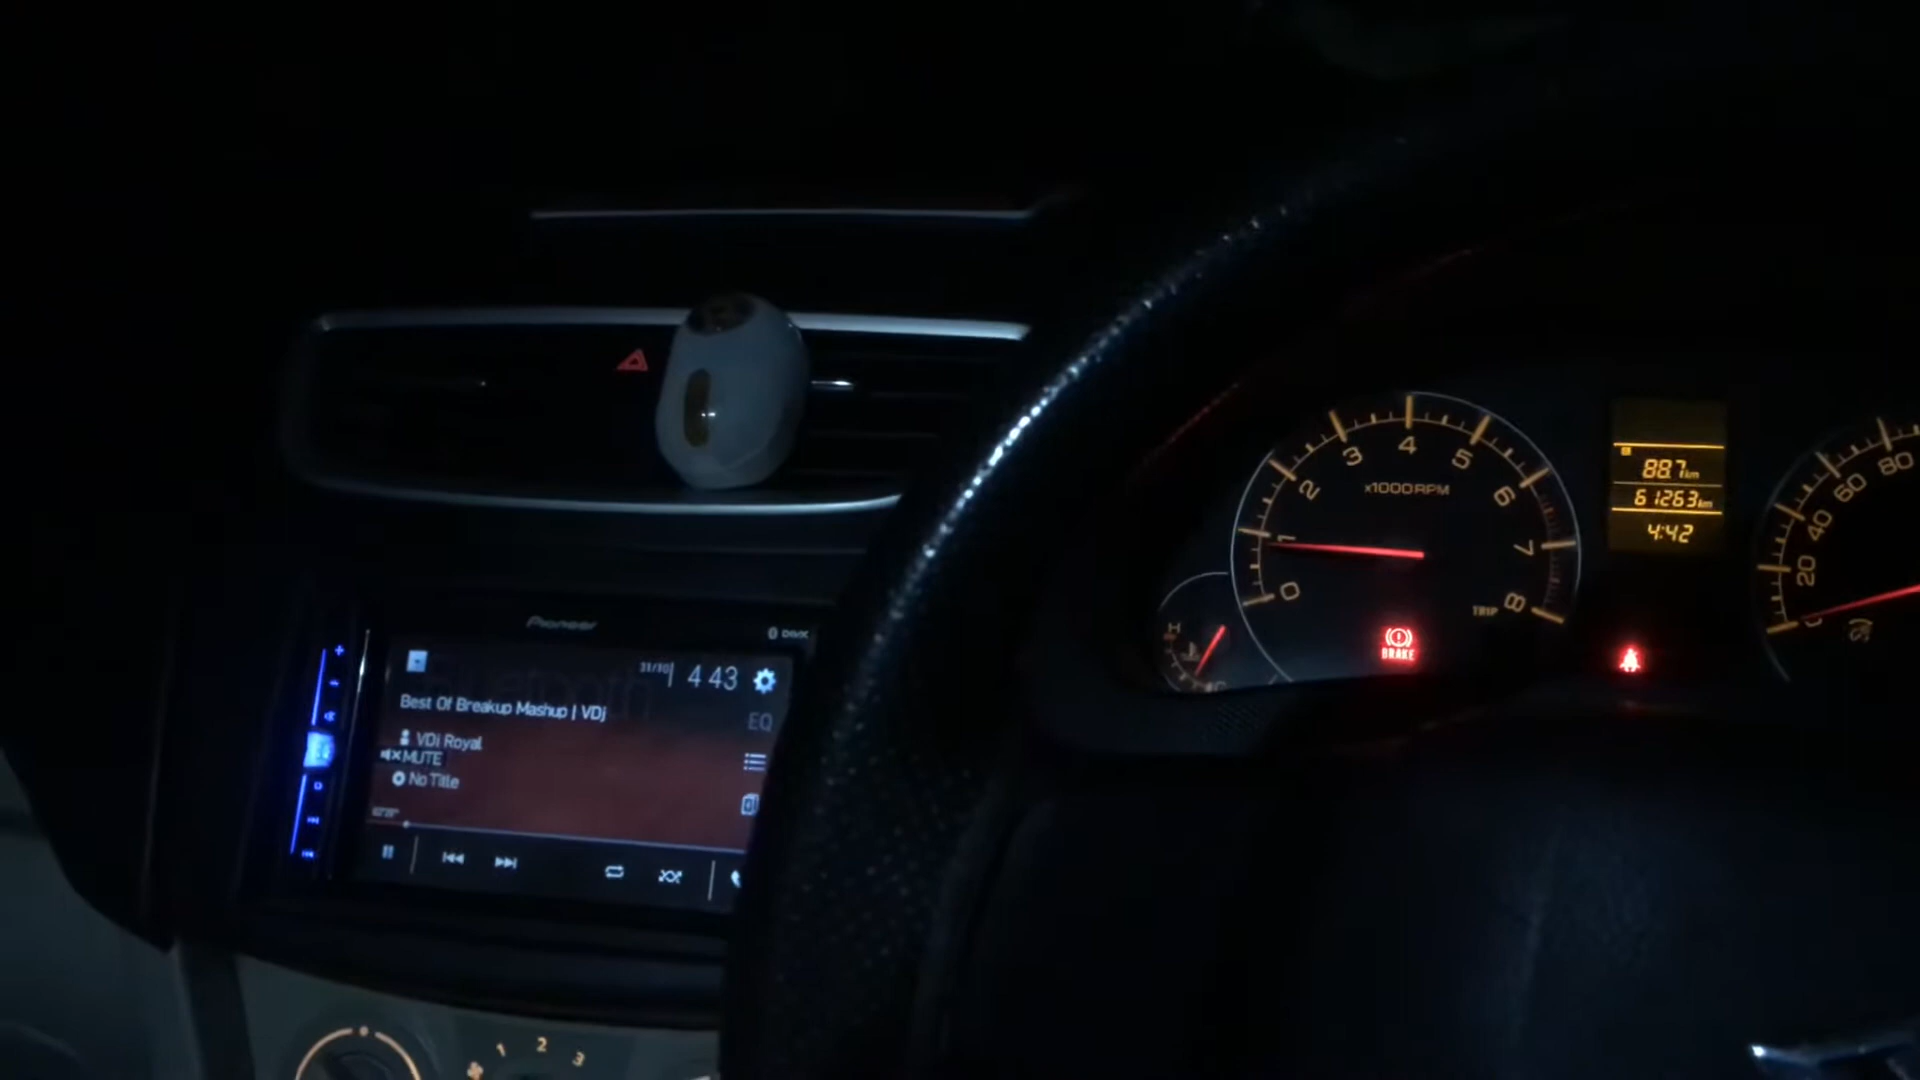 Pioneer
DivX
31/10
4 43
Best Of Breakup Mashup | VDj
EQ
VDj Royal
MUTE
No Title
1
2
3
0
1
2
3
4
5
6
7
8
x1000RPM
TRIP
H
C
BRAKE
88.7km
61263km
4:42
20
40
60
80